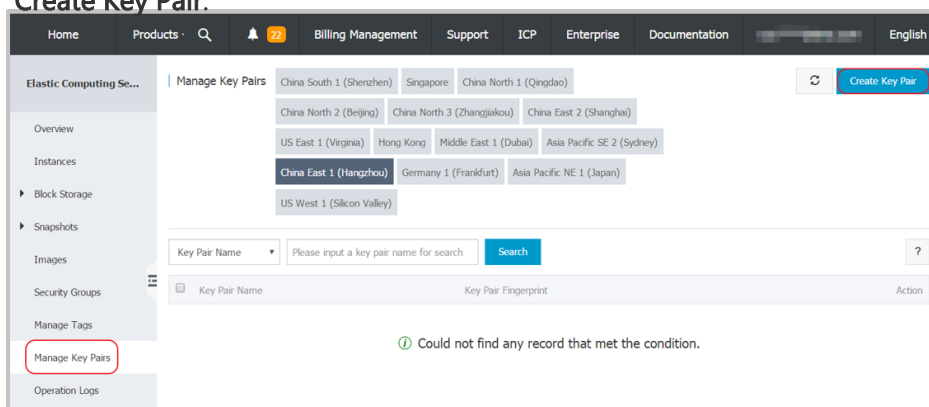 Create Key Pair.
Home Products Billing Management Support ICP Enterprise Documentation English
22
Elastic Computing Se...
Manage Key Pairs
China South 1 (Shenzhen) Singapore China North 1 (Qingdao)
Create Key Pair
China North 2 (Beijing) China North 3 (Zhangjiakou) China East 2 (Shanghai)
US East 1 (Virginia) Hong Kong Middle East 1 (Dubai) Asia Pacific SE 2 (Sydney)
China East 1 (Hangzhou) Germany 1 (Frankfurt) Asia Pacific NE 1 (Japan)
US West 1 (Silicon Valley)
Overview
Instances
Block Storage
Snapshots
Images
Security Groups
Manage Tags
Manage Key Pairs
Operation Logs
Key Pair Name Please input a key pair name for search Search ?
Key Pair Name Key Pair Fingerprint Action
Could not find any record that met the condition.